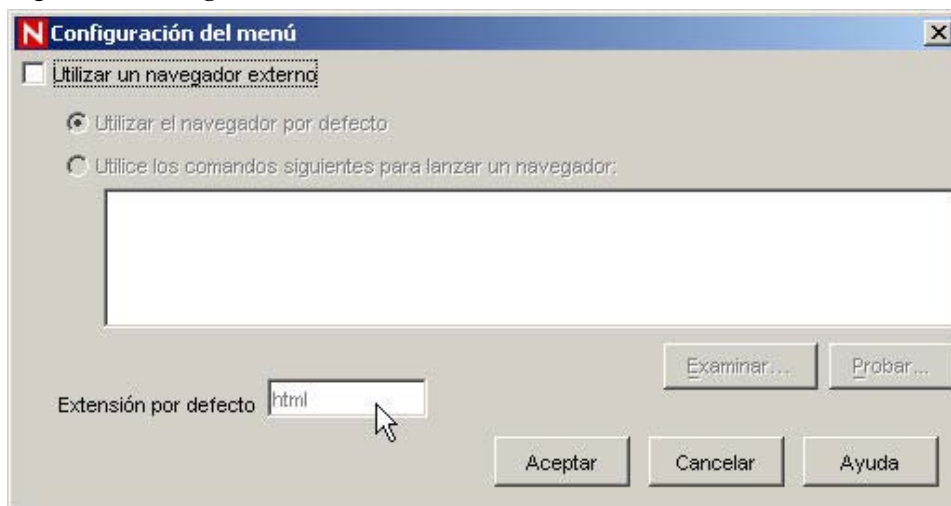 Configuración del menú
Utilizar un navegador externo
Utilizar el navegador por defecto
Utilice los comandos siguientes para lanzar un navegador:
Examinar... Probar...
Extensión por defecto html
Aceptar Cancelar Ayuda